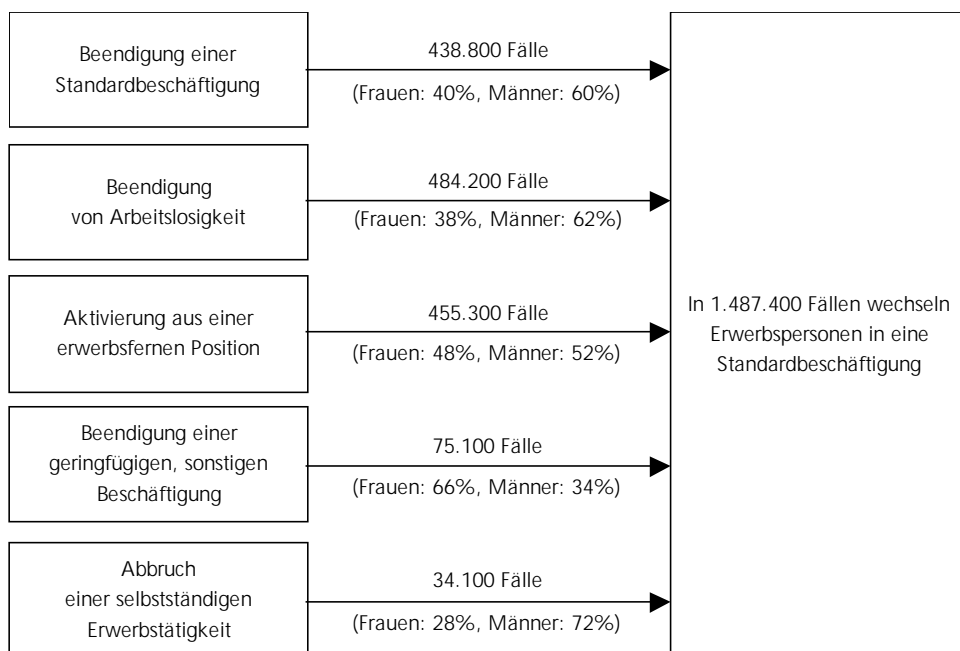 Beendigung einer
Standardbeschäftigung
438.800 Fälle
(Frauen: 40%, Männer: 60%)
Beendigung
von Arbeitslosigkeit
484.200 Fälle
(Frauen: 38%, Männer: 62%)
Aktivierung aus einer
erwerbsfernen Position
455.300 Fälle
(Frauen: 48%, Männer: 52%)
Beendigung einer
geringfügigen, sonstigen
Beschäftigung
75.100 Fälle
(Frauen: 66%, Männer: 34%)
Abbruch
einer selbstständigen
Erwerbstätigkeit
34.100 Fälle
(Frauen: 28%, Männer: 72%)
In 1.487.400 Fällen wechseln
Erwerbspersonen in eine
Standardbeschäftigung